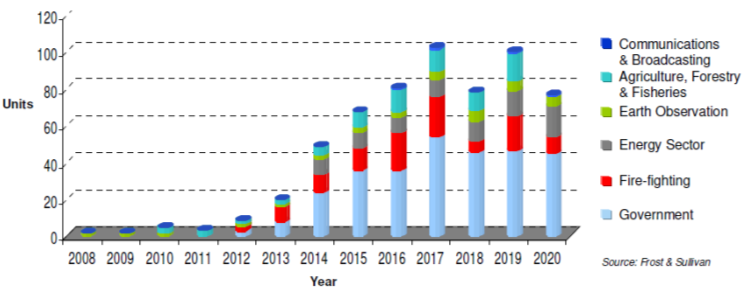 120
100
80
60
40
20
0
Units
2008 2009 2010 2011 2012 2013 2014 2015 2016 2017 2018 2019 2020
Year
Communications
& Broadcasting
Agriculture, Forestry
& Fisheries
Earth Observation
Energy Sector
Fire-fighting
Government
Source: Frost & Sullivan